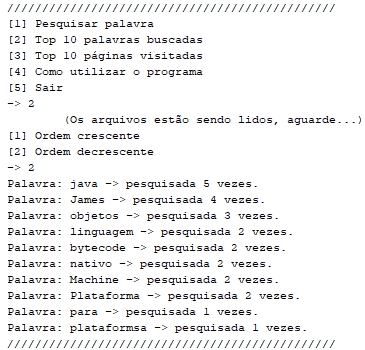 ///////////////////////////////////////////////
[1] Pesquisar palavra
[2] Top 10 palavras buscadas
[3] Top 10 páginas visitadas
[4] Como utilizar o programa
[5] Sair
-> 2
(Os arquivos estão sendo lidos, aguarde...)
[1] Ordem crescente
[2] Ordem decrescente
-> 2
Palavra: java -> pesquisada 5 vezes.
Palavra: James -> pesquisada 4 vezes.
Palavra: objetos -> pesquisada 3 vezes.
Palavra: linguagem -> pesquisada 2 vezes.
Palavra: bytecode -> pesquisada 2 vezes.
Palavra: nativo -> pesquisada 2 vezes.
Palavra: Machine -> pesquisada 2 vezes.
Palavra: Plataforma -> pesquisada 2 vezes.
Palavra: para -> pesquisada 1 vezes.
Palavra: plataformsa -> pesquisada 1 vezes.
///////////////////////////////////////////////